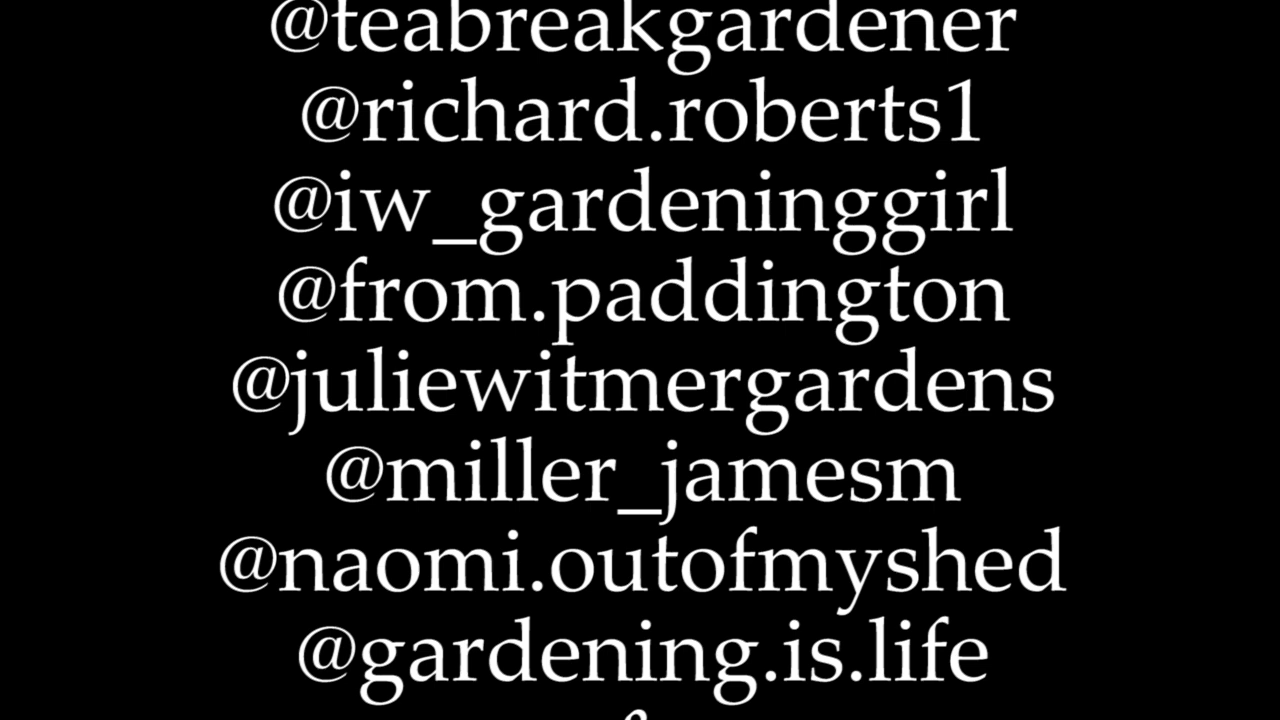 @teabreakgardener
@richard.roberts1
@iw_gardeninggirl
@from.paddington
@juliewitmergardens
@miller_jamesm
@naomi.outofmyshed
@gardening.is.life